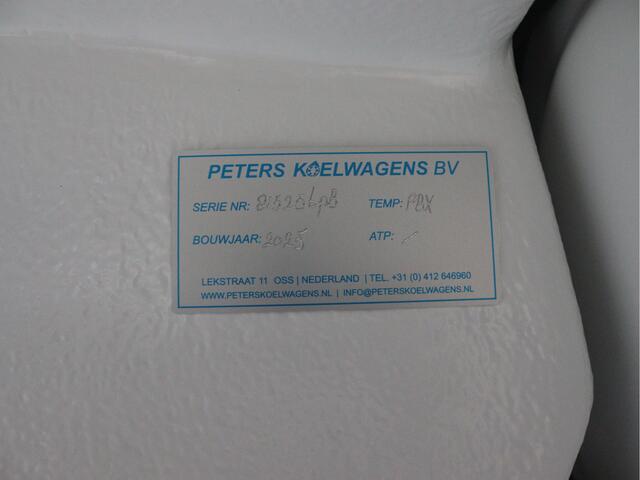 PETERS KOELWAGENS BV
SERIE NR: TEMP: PBX
BOUWJAAR: 2025 ATP: /
LEKSTRAAT 11 OSS | NEDERLAND | TEL. +31 (0) 412 646960
WWW.PETERSKOELWAGENS.NL | INFO@PETERSKOELWAGENS.NL